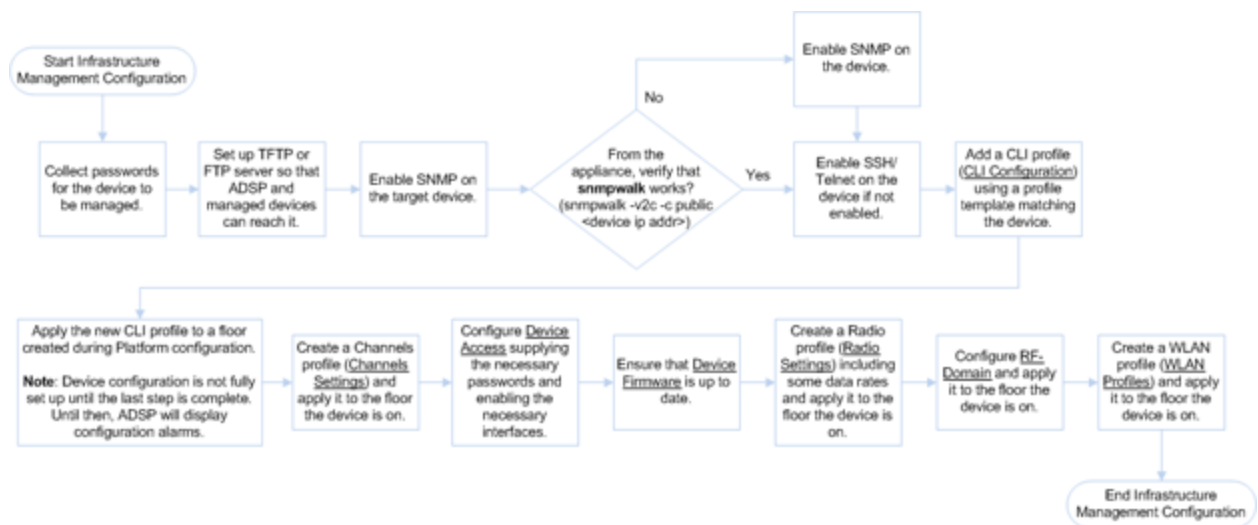 Start Infrastructure
Management Configuration
Collect passwords
for the device to
be managed.
Set up TFTP or
FTP server so that
ADSP and
managed devices
can reach it.
Enable SNMP on
the target device.
From the
appliance, verify that
snmpwalk works?
(snmpwalk -v2c -c public
<device ip addr>)
No
Enable SNMP on
the device.
Yes
Enable SSH/
Telnet on the
device if not
enabled.
Add a CLI profile
(CLI Configuration)
using a profile
template matching
the device.
Apply the new CLI profile to a floor
created during Platform configuration.
Note: Device configuration is not fully
set up until the last step is complete.
Until then, ADSP will display
configuration alarms.
Create a Channels
profile (Channels
Settings) and
apply it to the floor
the device is on.
Configure Device
Access supplying
the necessary
passwords and
enabling the
necessary
interfaces.
Ensure that Device
Firmware is up to
date.
Create a Radio
profile (Radio
Settings) including
some data rates
and apply it to the
floor the device is
on.
Configure RF-
Domain and apply
it to the floor the
device is on.
Create a WLAN
profile (WLAN
Profiles) and apply
it to the floor the
device is on.
End Infrastructure
Management Configuration